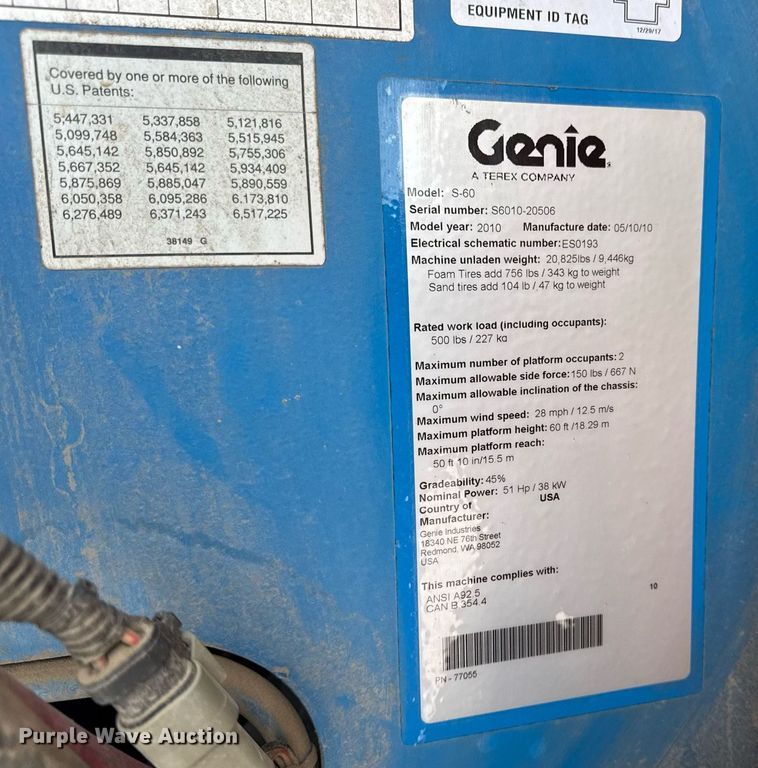 EQUIPMENT ID TAG
12/29/17
Covered by one or more of the following
U.S. Patents:
5,447,331 5,337,858 5,121,816
5,099,748 5,584,363 5,515,945
5,645,142 5,850,892 5,755,306
5,667,352 5,645,142 5,934,409
5,875,869 5,885,047 5,890,559
6,050,358 6,095,286 6.173,810
6,276,489 6,371,243 6,517,225
38149 G
Genie
A TEREX COMPANY
Model: S-60
Serial number: S6010-20506
Model year: 2010 Manufacture date: 05/10/10
Electrical schematic number:ES0193
Machine unladen weight: 20,825lbs / 9,446kg
Foam Tires add 756 lbs / 343 kg to weight
Sand tires add 104 lb / 47 kg to weight
Rated work load (including occupants):
500 lbs / 227 kg
Maximum number of platform occupants: 2
Maximum allowable side force: 150 lbs / 667 N
Maximum allowable inclination of the chassis:
0°
Maximum wind speed: 28 mph / 12.5 m/s
Maximum platform height: 60 ft /18.29 m
Maximum platform reach:
50 ft 10 in/15.5 m
Gradeability: 45%
Nominal Power: 51 Hp / 38 kW
Country of USA
Manufacturer:
Genie Industries
18340 NE 76th Street
Redmond, WA 98052
USA
This machine complies with:
ANSI A92.5 10
CAN B 354.4
PN - 77055
Purple Wave Auction